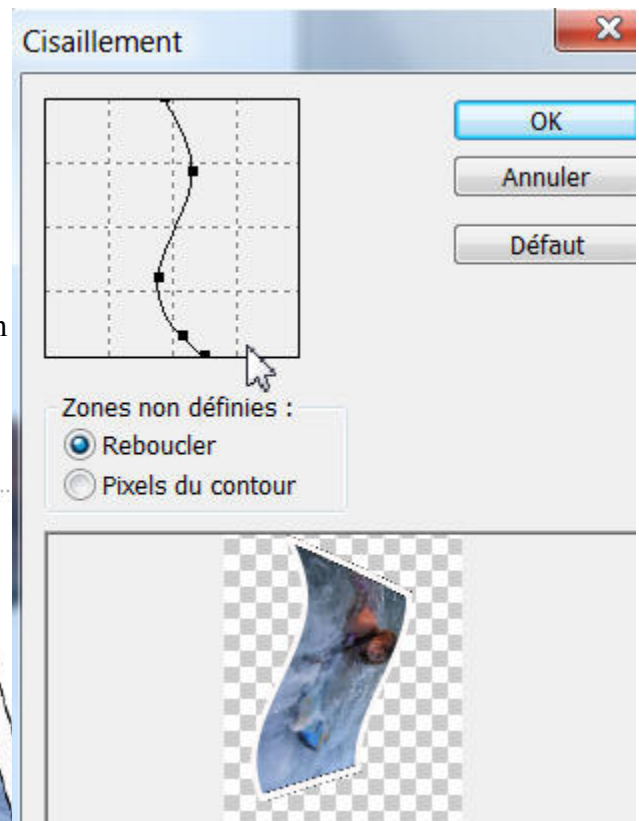 Cisaillement
OK
Annuler
Défaut
Zones non définies :
Reboucler
Pixels du contour